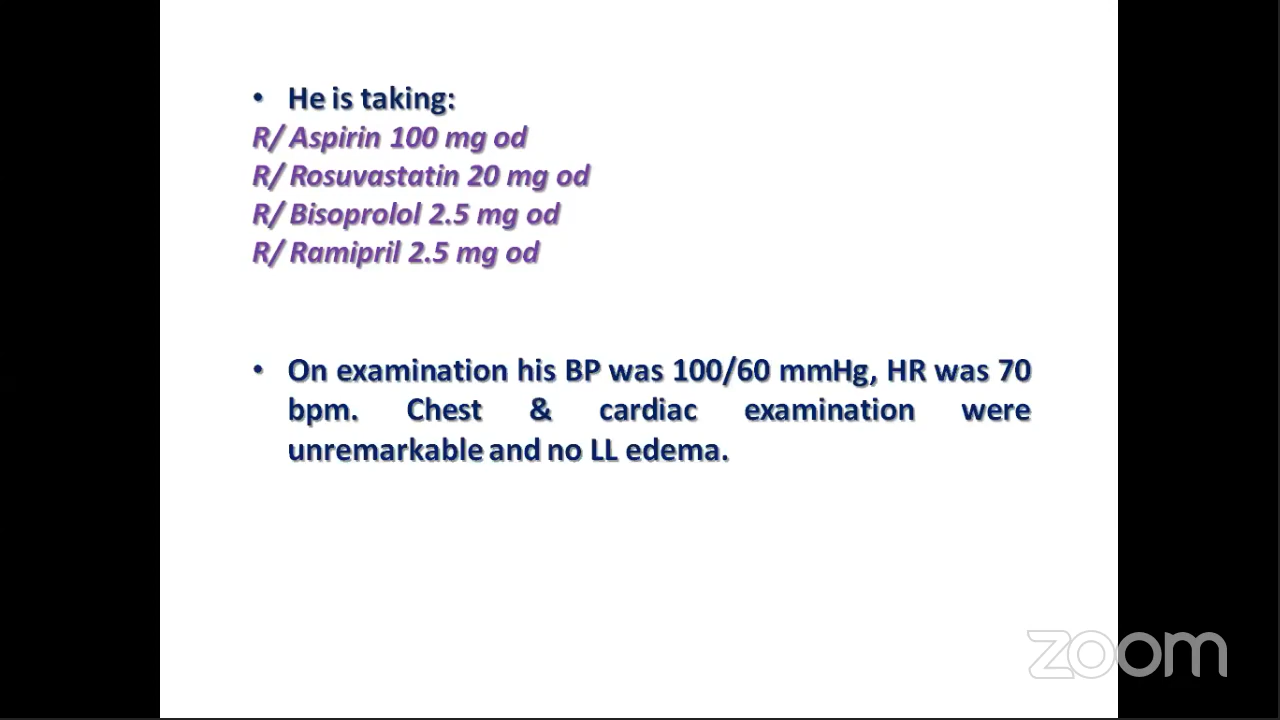 • He is taking:
R/ Aspirin 100 mg od
R/ Rosuvastatin 20 mg od
R/ Bisoprolol 2.5 mg od
R/ Ramipril 2.5 mg od
• On examination his BP was 100/60 mmHg, HR was 70
bpm. Chest & cardiac examination were
unremarkable and no LL edema.
zoom